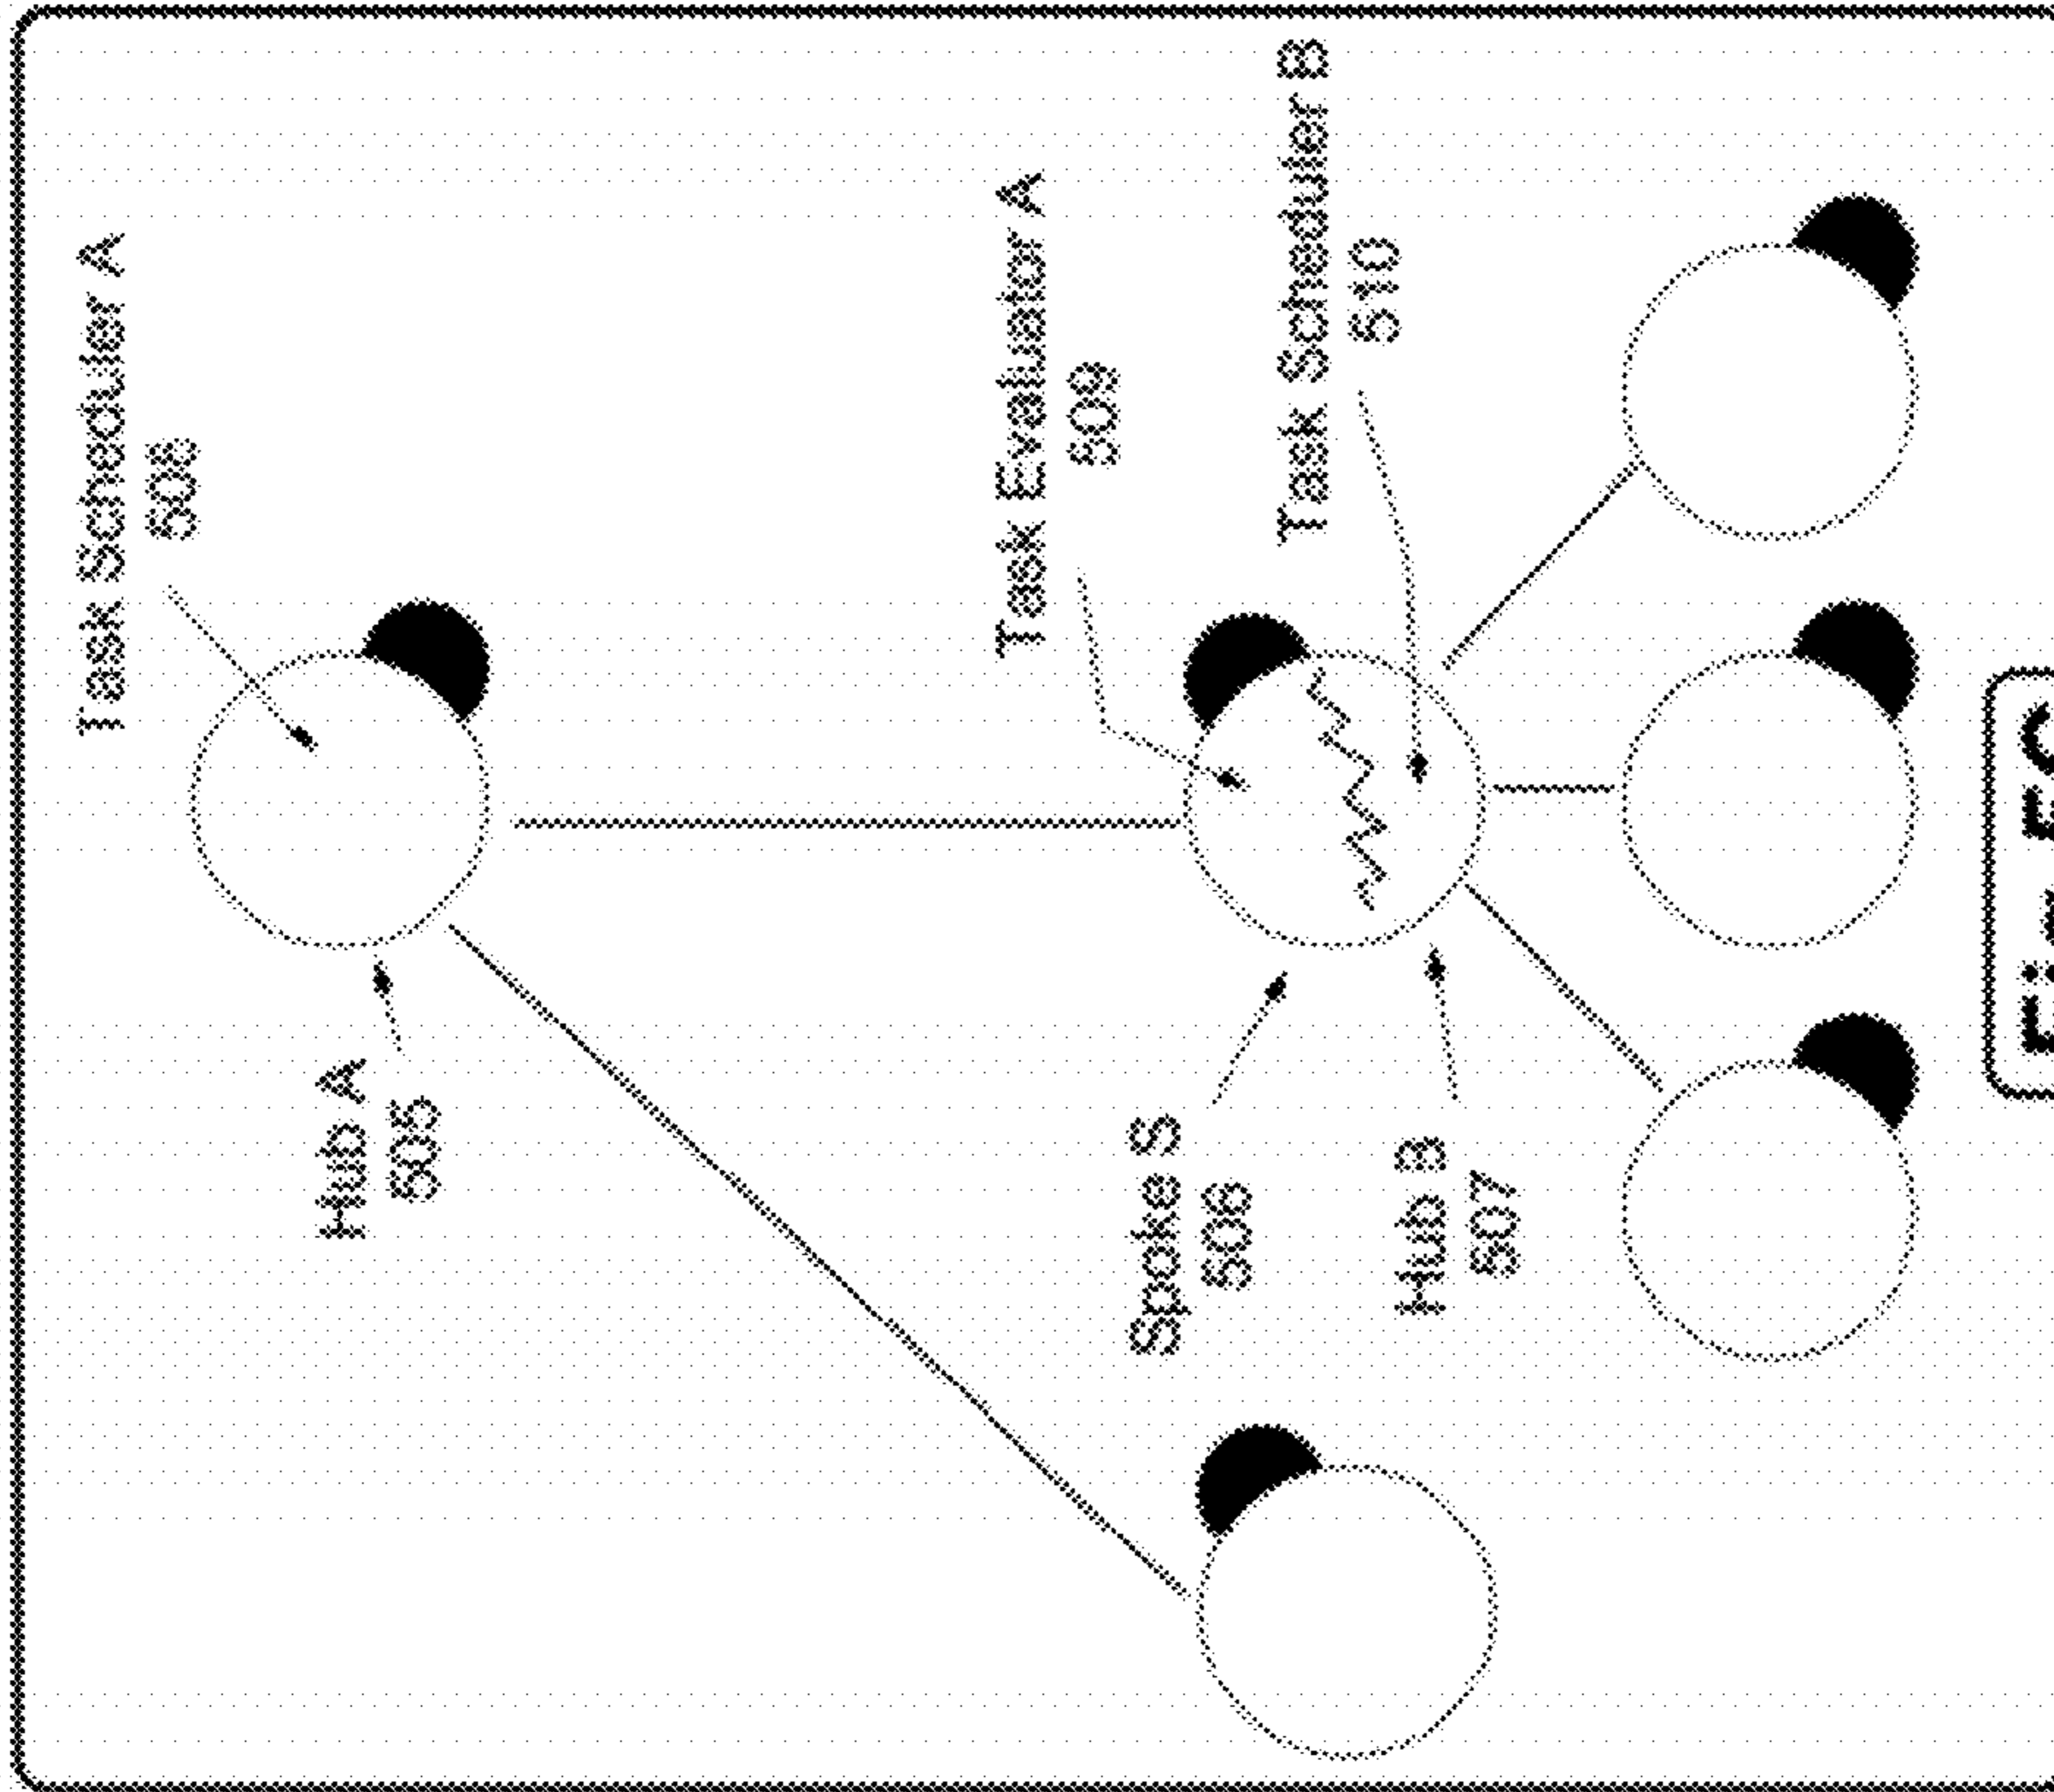 Task Scheduler A
508
Hub A
505
Task Evaluator A
509
Spoke S
506
Task Scheduler B
510
Hub B
507